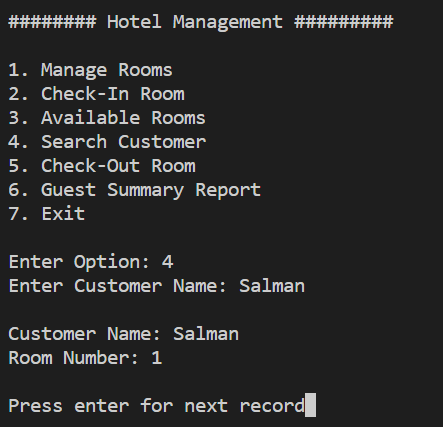 ######## Hotel Management #########
1. Manage Rooms
2. Check-In Room
3. Available Rooms
4. Search Customer
5. Check-Out Room
6. Guest Summary Report
7. Exit
Enter Option: 4
Enter Customer Name: Salman
Customer Name: Salman
Room Number: 1
Press enter for next record